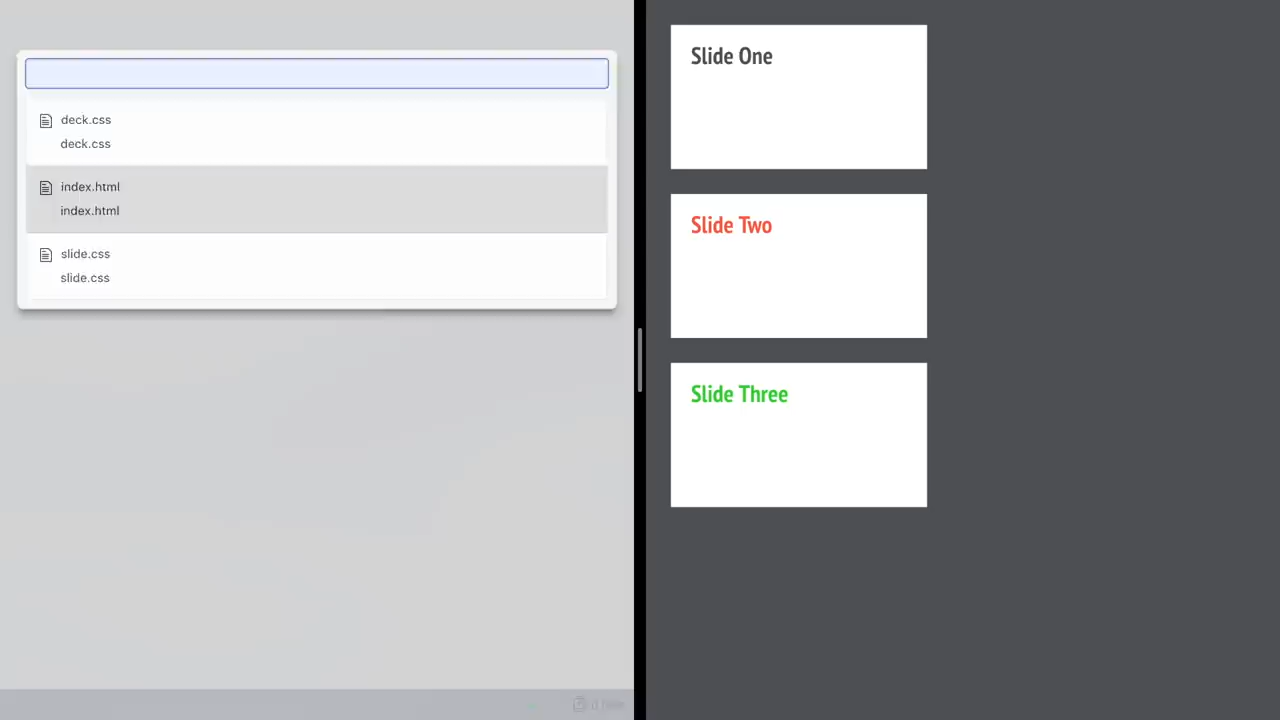 deck.css
deck.css
index.html
index.html
slide.css
slide.css
Slide One
Slide Two
Slide Three